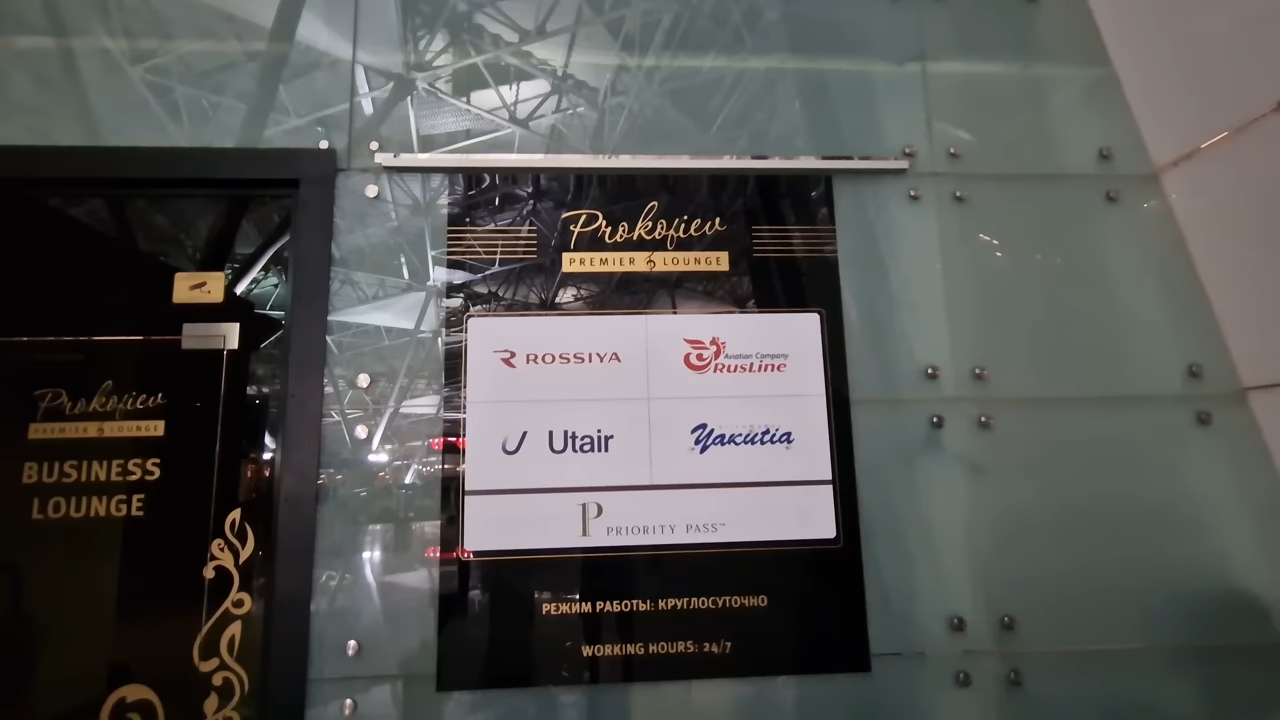 Prokofiev
PREMIER LOUNGE
ROSSIYA
Aviation Company
RusLine
Utair
Yakutia
1P PRIORITY PASS™
РЕЖИМ РАБОТЫ: КРУГЛОСУТОЧНО
WORKING HOURS: 24/7
Prokofiev
PREMIER LOUNGE
BUSINESS
LOUNGE